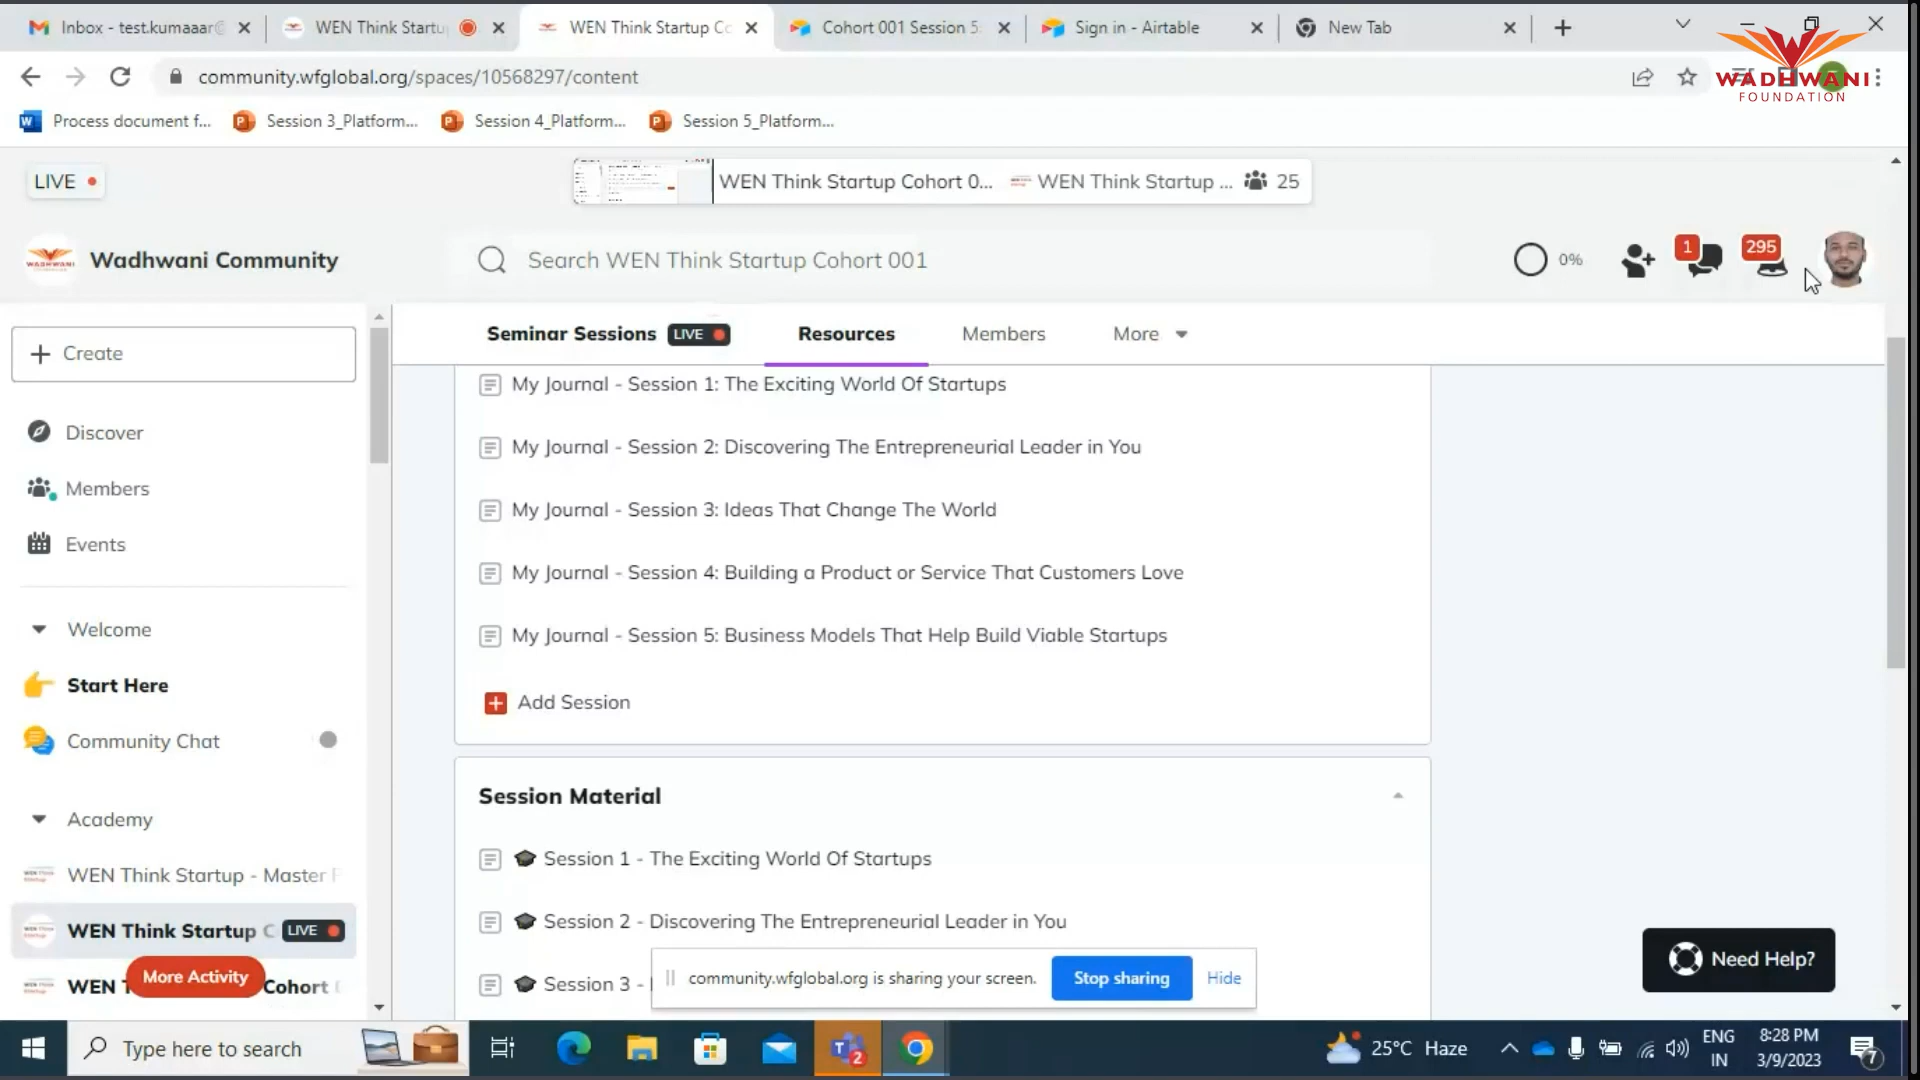 Inbox - test.kumaaar@
WEN Think Startu
WEN Think Startup Co
Cohort 001 Session 5
Sign in - Airtable
New Tab
community.wfglobal.org/spaces/10568297/content
WADHWANI
FOUNDATION
Process document f...
Session 3_Platform...
Session 4_Platform...
Session 5_Platform...
LIVE
WEN Think Startup Cohort 0...
WEN Think Startup ...
25
Wadhwani Community
Search WEN Think Startup Cohort 001
0%
1
295
Create
Seminar Sessions LIVE
Resources
Members
More
My Journal - Session 1: The Exciting World Of Startups
Discover
My Journal - Session 2: Discovering The Entrepreneurial Leader in You
Members
My Journal - Session 3: Ideas That Change The World
Events
My Journal - Session 4: Building a Product or Service That Customers Love
Welcome
My Journal - Session 5: Business Models That Help Build Viable Startups
Start Here
Add Session
Community Chat
Session Material
Academy
Session 1 - The Exciting World Of Startups
WEN Think Startup - Master
Session 2 - Discovering The Entrepreneurial Leader in You
WEN Think Startup C LIVE
Need Help?
More Activity
WEN
Cohort
Session 3 -
community.wfglobal.org is sharing your screen.
Stop sharing
Hide
Type here to search
2
25°C Haze
ENG
IN
8:28 PM
3/9/2023
7